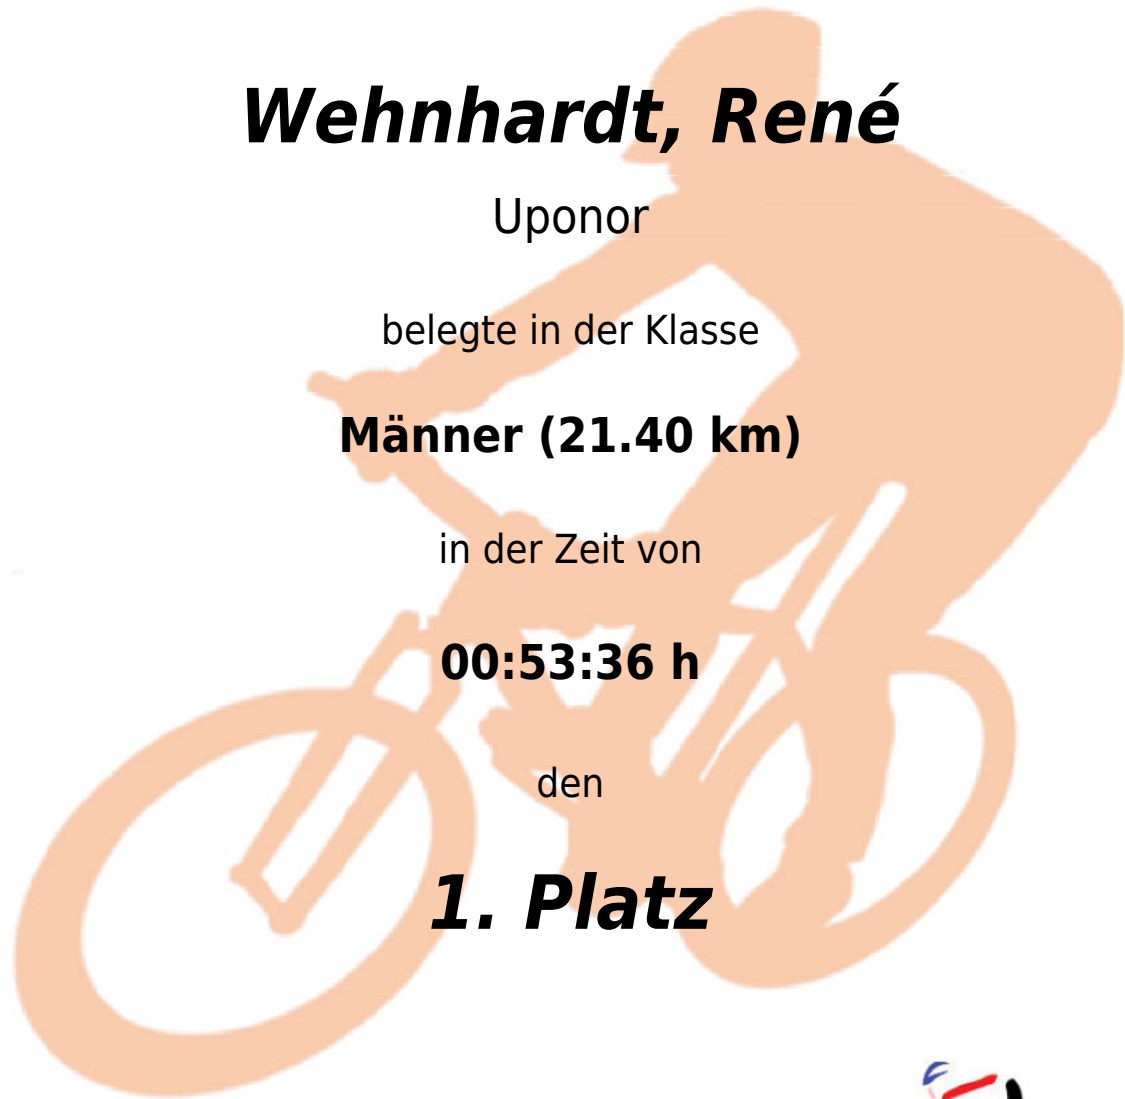 Wehnhardt, René
Uponor
belegte in der Klasse
Männer (21.40 km)
in der Zeit von
00:53:36 h
den
1. Platz